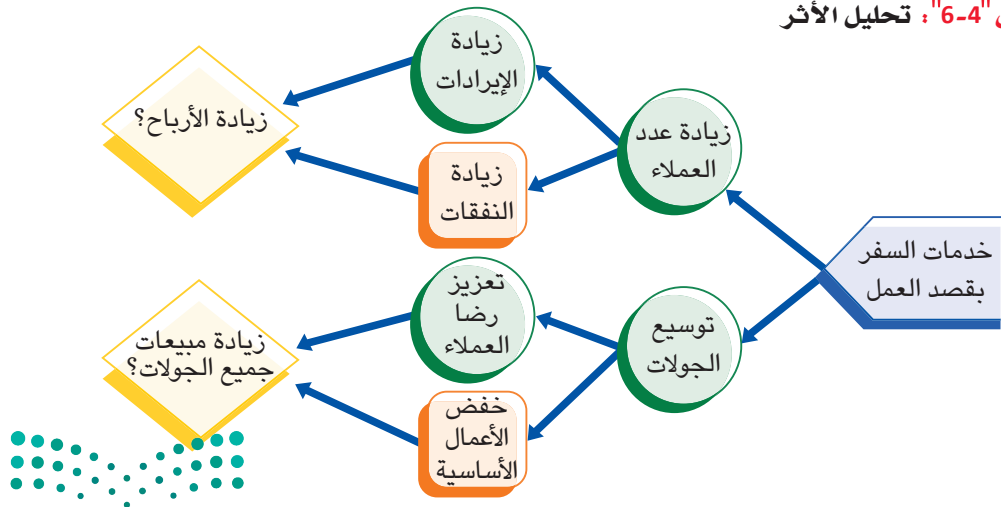 "4-6": تحليل الأثر
خدمات السفر
بقصد العمل
زيادة عدد
العملاء
زيادة
الإيرادات
زيادة
النفقات
زيادة الأرباح؟
توسيع
الجولات
تعزيز
رضا
العملاء
خفض
الأعمال
الأساسية
زيادة مبيعات
جميع الجولات؟